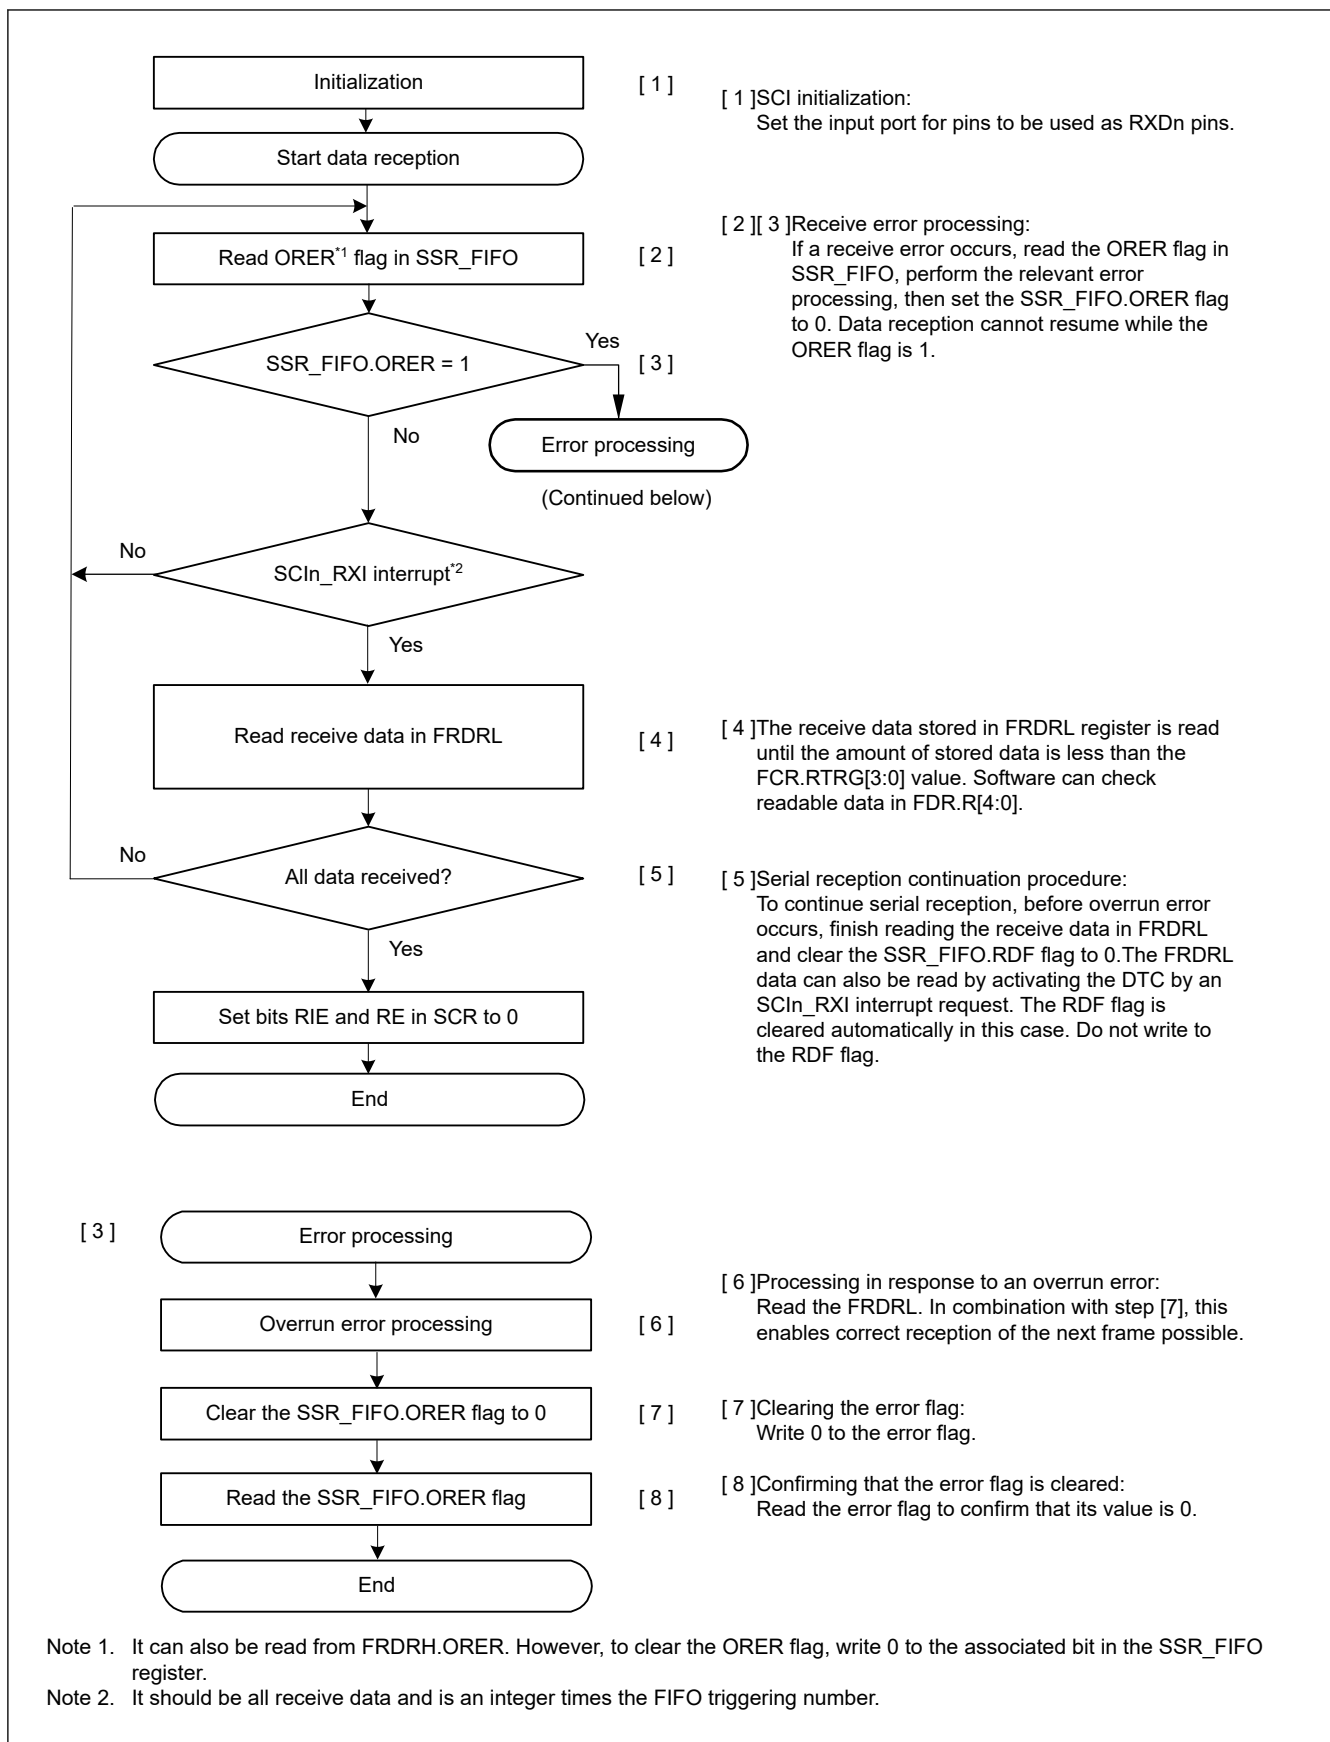 Initialization
[ 1 ]
[ 1 ]SCI initialization:
Set the input port for pins to be used as RXDn pins.
Start data reception
Read ORER*1 flag in SSR_FIFO
[ 2 ]
[ 2 ][ 3 ]Receive error processing:
If a receive error occurs, read the ORER flag in
SSR_FIFO, perform the relevant error
processing, then set the SSR_FIFO.ORER flag
to 0. Data reception cannot resume while the
ORER flag is 1.
SSR_FIFO.ORER = 1
Yes
[ 3 ]
No
Error processing
(Continued below)
No
SCIn_RXI interrupt*2
Yes
Read receive data in FRDRL
[ 4 ]
[ 4 ]The receive data stored in FRDRL register is read
until the amount of stored data is less than the
FCR.RTRG[3:0] value. Software can check
readable data in FDR.R[4:0].
No
All data received?
[ 5 ]
[ 5 ]Serial reception continuation procedure:
To continue serial reception, before overrun error
occurs, finish reading the receive data in FRDRL
and clear the SSR_FIFO.RDF flag to 0.The FRDRL
data can also be read by activating the DTC by an
SCIn_RXI interrupt request. The RDF flag is
cleared automatically in this case. Do not write to
the RDF flag.
Yes
Set bits RIE and RE in SCR to 0
End
[ 3 ]
Error processing
Overrun error processing
[ 6 ]
[ 6 ]Processing in response to an overrun error:
Read the FRDRL. In combination with step [7], this
enables correct reception of the next frame possible.
Clear the SSR_FIFO.ORER flag to 0
[ 7 ]
[ 7 ]Clearing the error flag:
Write 0 to the error flag.
Read the SSR_FIFO.ORER flag
[ 8 ]
[ 8 ]Confirming that the error flag is cleared:
Read the error flag to confirm that its value is 0.
End
Note 1. It can also be read from FRDRH.ORER. However, to clear the ORER flag, write 0 to the associated bit in the SSR_FIFO
register.
Note 2. It should be all receive data and is an integer times the FIFO triggering number.